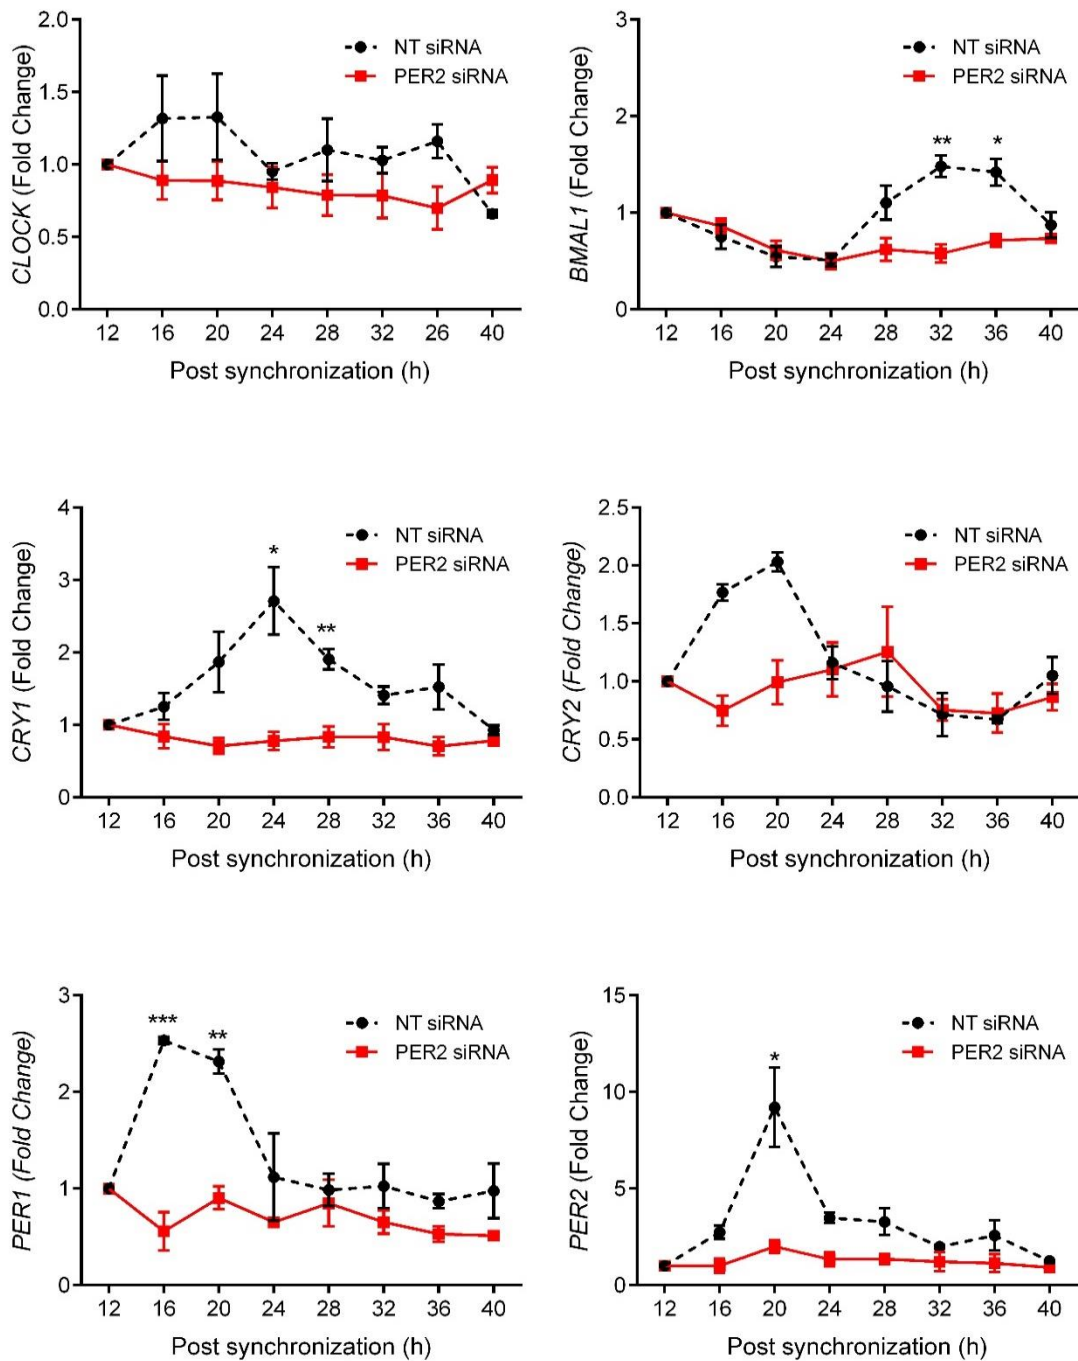 CLOCK (Fold Change)
2.0
1.5
1.0
0.5
0.0
NT siRNA
PER2 siRNA
12 16 20 24 28 32 26 40
Post synchronization (h)
BMAL1 (Fold Change)
3
2
1
0
NT siRNA
PER2 siRNA
** *
12 16 20 24 28 32 36 40
Post synchronization (h)
CRY1 (Fold Change)
4
3
2
1
0
NT siRNA
PER2 siRNA
*
**
12 16 20 24 28 32 36 40
Post synchronization (h)
CRY2 (Fold Change)
2.5
2.0
1.5
1.0
0.5
0.0
NT siRNA
PER2 siRNA
12 16 20 24 28 32 36 40
Post synchronization (h)
PER1 (Fold Change)
3
2
1
0
NT siRNA
PER2 siRNA
*** **
12 16 20 24 28 32 36 40
Post synchronization (h)
PER2 (Fold Change)
15
10
5
0
NT siRNA
PER2 siRNA
*
12 16 20 24 28 32 36 40
Post synchronization (h)